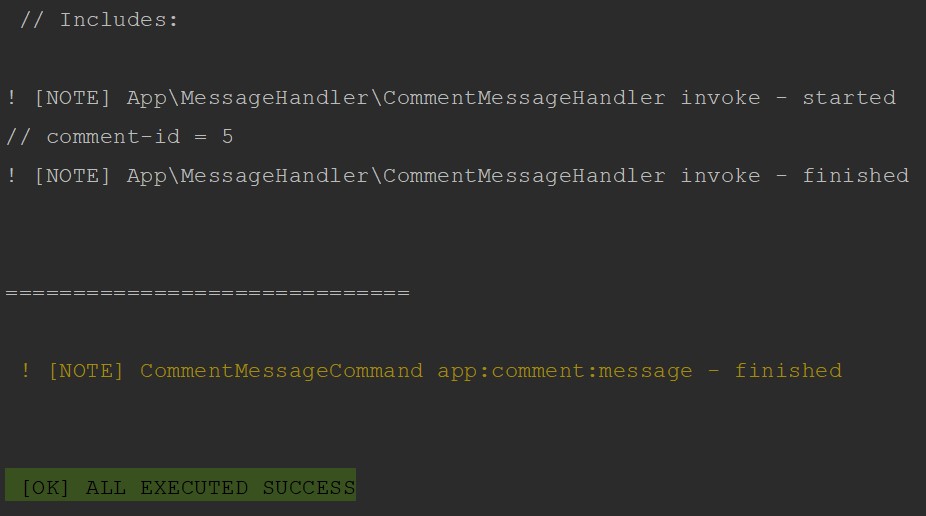 // Includes:
! [NOTE] App\MessageHandler\CommentMessageHandler invoke - started
// comment-id = 5
! [NOTE] App\MessageHandler\CommentMessageHandler invoke - finished
==============================
! [NOTE] CommentMessageCommand app:comment:message - finished
[OK] ALL EXECUTED SUCCESS